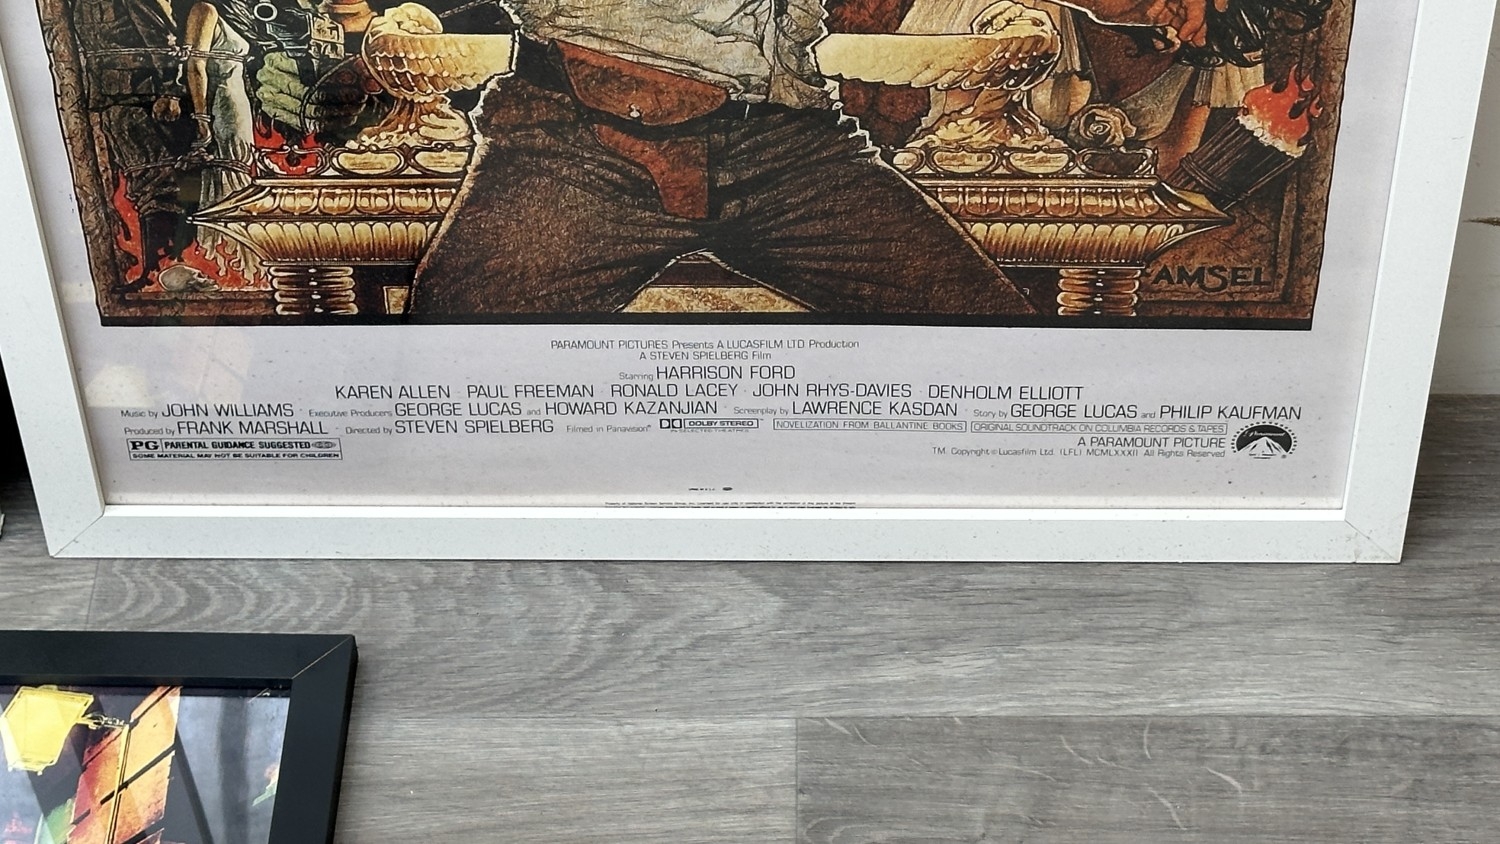 AMSEL
PARAMOUNT PICTURES Presents A LUCASFILM LTD Production
A STEVEN SPIELBERG Film
Starring HARRISON FORD
KAREN ALLEN · PAUL FREEMAN · RONALD LACEY · JOHN RHYS-DAVIES · DENHOLM ELLIOTT
Music by JOHN WILLIAMS · Executive Producers GEORGE LUCAS and HOWARD KAZANJIAN · Screenplay by LAWRENCE KASDAN · Story by GEORGE LUCAS and PHILIP KAUFMAN
Produced by FRANK MARSHALL · Directed by STEVEN SPIELBERG Filmed in Panavision® DOLBY STEREO IN SELECTED THEATRES NOVELIZATION FROM BALLANTINE BOOKS ORIGINAL SOUNDTRACK ON COLUMBIA RECORDS & TAPES
PG PARENTAL GUIDANCE SUGGESTED
SOME MATERIAL MAY NOT BE SUITABLE FOR CHILDREN
A PARAMOUNT PICTURE
TM. Copyright © Lucasfilm Ltd. (LFL) MCMLXXXII All Rights Reserved
Paramount